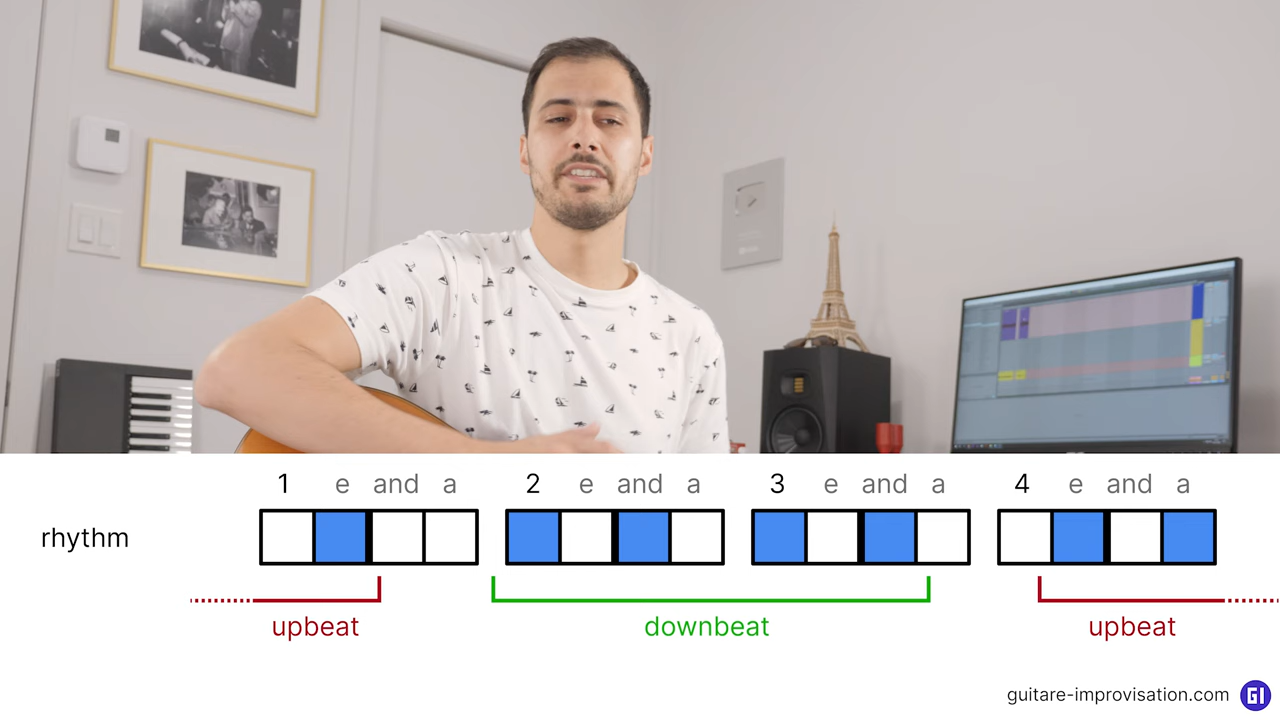 1 e and a 2 e and a 3 e and a 4 e and a
rhythm
upbeat downbeat upbeat
guitare-improvisation.com GI